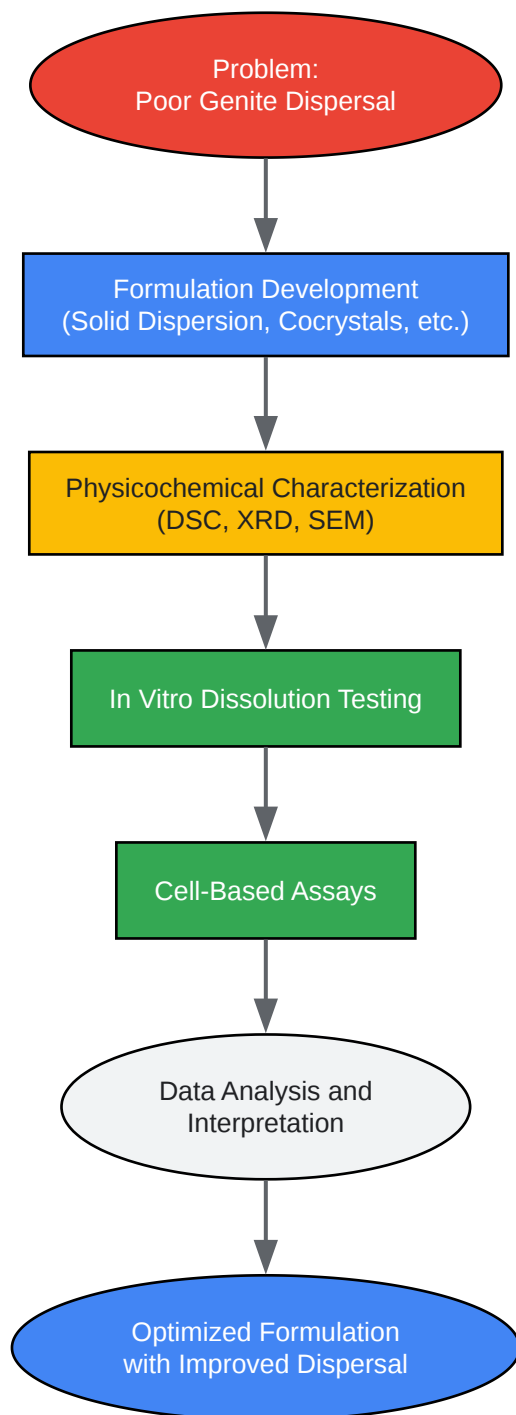 Problem:
Poor Genite Dispersal
Formulation Development
(Solid Dispersion, Cocrystals, etc.)
Physicochemical Characterization
(DSC, XRD, SEM)
In Vitro Dissolution Testing
Cell-Based Assays
Data Analysis and
Interpretation
Optimized Formulation
with Improved Dispersal